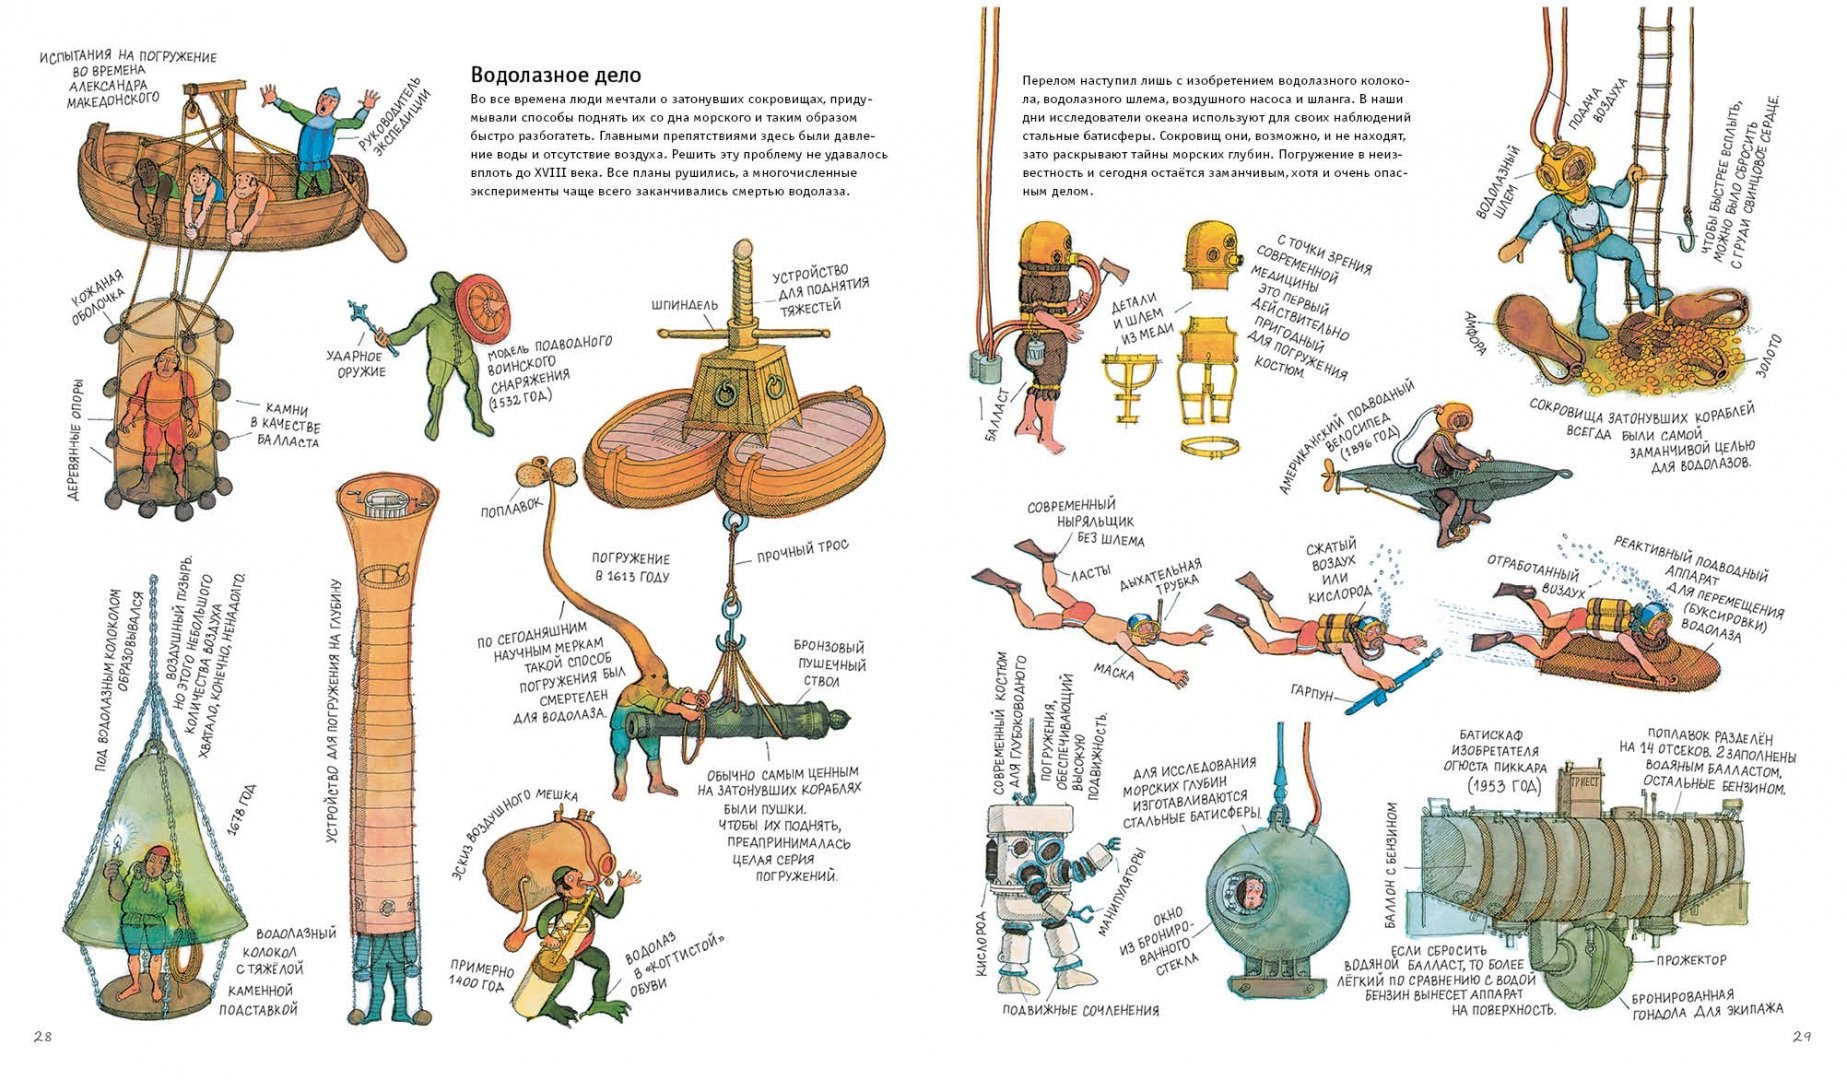 ИСПЫТАНИЯ НА ПОГРУЖЕНИЕ
ВО ВРЕМЕНА
АЛЕКСАНДРА
МАКЕДОНСКОГО
РУКОВОДИТЕЛЬ
ЭКСПЕДИЦИИ
Водолазное дело
Во все времена люди мечтали о затонувших сокровищах, приду-
мывали способы поднять их со дна морского и таким образом
быстро разбогатеть. Главными препятствиями здесь были давле-
ние воды и отсутствие воздуха. Решить эту проблему не удавалось
вплоть до XVIII века. Все планы рушились, а многочисленные
эксперименты чаще всего заканчивались смертью водолаза.
КОЖАНАЯ
ОБОЛОЧКА
ДЕРЕВЯННЫЕ ОПОРЫ
КАМНИ
В КАЧЕСТВЕ
БАЛЛАСТА
УДАРНОЕ
ОРУЖИЕ
МОДЕЛЬ ПОДВОДНОГО
ВОИНСКОГО
СНАРЯЖЕНИЯ
(1532 ГОД)
ШПИНДЕЛЬ
УСТРОЙСТВО
ДЛЯ ПОДНЯТИЯ
ТЯЖЕСТЕЙ
ПОПЛАВОК
ПОГРУЖЕНИЕ
В 1613 ГОДУ
ПРОЧНЫЙ ТРОС
ПО СЕГОДНЯШНИМ
НАУЧНЫМ МЕРКАМ
ТАКОЙ СПОСОБ
ПОГРУЖЕНИЯ БЫЛ
СМЕРТЕЛЕН
ДЛЯ ВОДОЛАЗА.
БРОНЗОВЫЙ
ПУШЕЧНЫЙ
СТВОЛ
ОБЫЧНО САМЫМ ЦЕННЫМ
НА ЗАТОНУВШИХ КОРАБЛЯХ
БЫЛИ ПУШКИ.
ЧТОБЫ ИХ ПОДНЯТЬ,
ПРЕДПРИНИМАЛАСЬ
ЦЕЛАЯ СЕРИЯ
ПОГРУЖЕНИЙ.
ПОД ВОДОЛАЗНЫМ КОЛОКОЛОМ
ОБРАЗОВЫВАЛСЯ
ВОЗДУШНЫЙ ПУЗЫРЬ.
НО ЭТОГО НЕБОЛЬШОГО
КОЛИЧЕСТВА ВОЗДУХА
ХВАТАЛО, КОНЕЧНО, НЕНАДОЛГО.
1678 ГОД
ВОДОЛАЗНЫЙ
КОЛОКОЛ
С ТЯЖЁЛОЙ
КАМЕННОЙ
ПОДСТАВКОЙ
УСТРОЙСТВО ДЛЯ ПОГРУЖЕНИЯ НА ГЛУБИНУ
ЭСКИЗ ВОЗДУШНОГО МЕШКА
ПРИМЕРНО
1400 ГОД
ВОДОЛАЗ
В «КОГТИСТОЙ»
ОБУВИ
28
Перелом наступил лишь с изобретением водолазного колоко-
ла, водолазного шлема, воздушного насоса и шланга. В наши
дни исследователи океана используют для своих наблюдений
стальные батисферы. Сокровищ они, возможно, и не находят,
зато раскрывают тайны морских глубин. Погружение в неиз-
вестность и сегодня остаётся заманчивым, хотя и очень опас-
ным делом.
ПОДАЧА
ВОЗДУХА
ВОДОЛАЗНЫЙ
ШЛЕМ
ЧТОБЫ БЫСТРЕЕ ВСПЛЫТЬ,
МОЖНО БЫЛО СБРОСИТЬ
С ГРУДИ СВИНЦОВОЕ СЕРДЦЕ.
АМФОРА
ЗОЛОТО
СОКРОВИЩА ЗАТОНУВШИХ КОРАБЛЕЙ
ВСЕГДА БЫЛИ САМОЙ
ЗАМАНЧИВОЙ ЦЕЛЬЮ
ДЛЯ ВОДОЛАЗОВ.
БАЛЛАСТ
ДЕТАЛИ
И ШЛЕМ
ИЗ МЕДИ
С ТОЧКИ ЗРЕНИЯ
СОВРЕМЕННОЙ
МЕДИЦИНЫ
ЭТО ПЕРВЫЙ
ДЕЙСТВИТЕЛЬНО
ПРИГОДНЫЙ
ДЛЯ ПОГРУЖЕНИЯ
КОСТЮМ.
АМЕРИКАНСКИЙ ПОДВОДНЫЙ
ВЕЛОСИПЕД
(1896 ГОД)
СОВРЕМЕННЫЙ
НЫРЯЛЬЩИК
БЕЗ ШЛЕМА
ЛАСТЫ
ДЫХАТЕЛЬНАЯ
ТРУБКА
МАСКА
СЖАТЫЙ
ВОЗДУХ
ИЛИ
КИСЛОРОД
ГАРПУН
ОТРАБОТАННЫЙ
ВОЗДУХ
РЕАКТИВНЫЙ ПОДВОДНЫЙ
АППАРАТ
ДЛЯ ПЕРЕМЕЩЕНИЯ
(БУКСИРОВКИ)
ВОДОЛАЗА
СОВРЕМЕННЫЙ КОСТЮМ
ДЛЯ ГЛУБОКОВОДНОГО
ПОГРУЖЕНИЯ,
ОБЕСПЕЧИВАЮЩИЙ
ВЫСОКУЮ
ПОДВИЖНОСТЬ.
КИСЛОРОД
МАНИПУЛЯТОРЫ
ПОДВИЖНЫЕ СОЧЛЕНЕНИЯ
ДЛЯ ИССЛЕДОВАНИЯ
МОРСКИХ ГЛУБИН
ИЗГОТАВЛИВАЮТСЯ
СТАЛЬНЫЕ БАТИСФЕРЫ.
ОКНО
ИЗ БРОНИРО-
ВАННОГО
СТЕКЛА
БАТИСКАФ
ИЗОБРЕТАТЕЛЯ
ОГЮСТА ПИККАРА
(1953 ГОД)
ПОПЛАВОК РАЗДЕЛЁН
НА 14 ОТСЕКОВ. 2 ЗАПОЛНЕНЫ
ВОДЯНЫМ БАЛЛАСТОМ,
ОСТАЛЬНЫЕ БЕНЗИНОМ.
ТРИЕСТ
БАЛЛОН С БЕНЗИНОМ
ЕСЛИ СБРОСИТЬ
ВОДЯНОЙ БАЛЛАСТ, ТО БОЛЕЕ
ЛЁГКИЙ ПО СРАВНЕНИЮ С ВОДОЙ
БЕНЗИН ВЫНЕСЕТ АППАРАТ
НА ПОВЕРХНОСТЬ.
ПРОЖЕКТОР
БРОНИРОВАННАЯ
ГОНДОЛА ДЛЯ ЭКИПАЖА
29